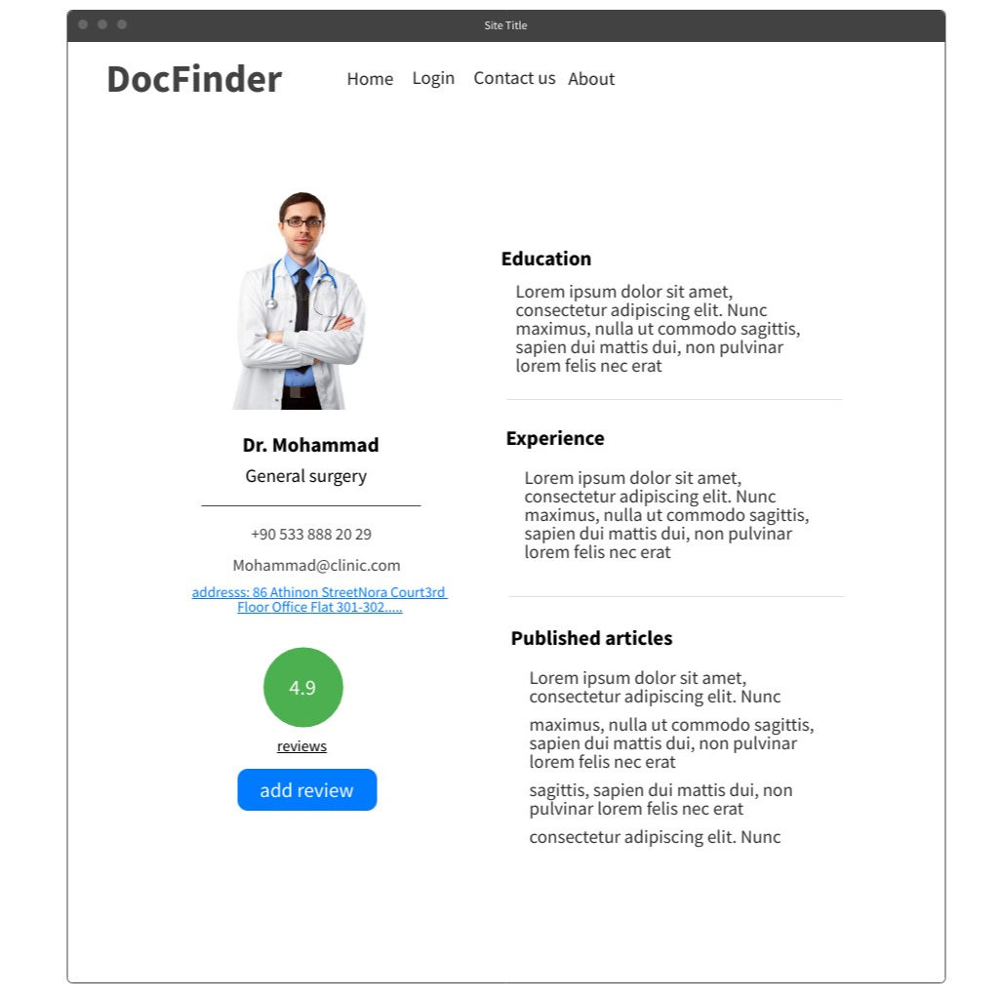 Site Title
DocFinder
Home Login Contact us About
Dr. Mohammad
General surgery
+90 533 888 20 29
Mohammad@clinic.com
addresss: 86 Athinon StreetNora Court3rd
Floor Office Flat 301-302.....
4.9
reviews
add review
Education
Lorem ipsum dolor sit amet,
consectetur adipiscing elit. Nunc
maximus, nulla ut commodo sagittis,
sapien dui mattis dui, non pulvinar
lorem felis nec erat
Experience
Lorem ipsum dolor sit amet,
consectetur adipiscing elit. Nunc
maximus, nulla ut commodo sagittis,
sapien dui mattis dui, non pulvinar
lorem felis nec erat
Published articles
Lorem ipsum dolor sit amet,
consectetur adipiscing elit. Nunc
maximus, nulla ut commodo sagittis,
sapien dui mattis dui, non pulvinar
lorem felis nec erat
sagittis, sapien dui mattis dui, non
pulvinar lorem felis nec erat
consectetur adipiscing elit. Nunc